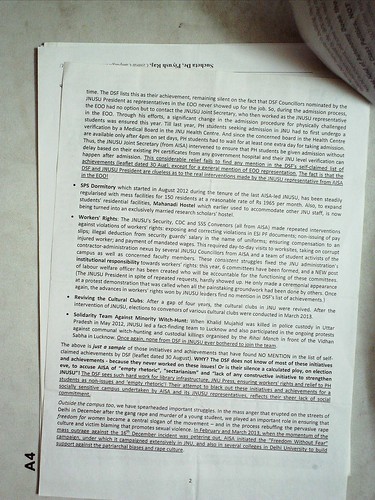 time. The DSF lists this as their achievement, remaining silent on the fact that DSF Councillors nominated by the
JNUSU President as representatives in the EOO never showed up for the job. So, during the admission process,
the EOO had no option but to contact the JNUSU Joint Secretary, who then worked as the JNUSU representative
in the EOO. Through his efforts, a significant change in the admission procedure for physically challenged
students was ensured this year. Till last year, PH students seeking admission in JNU had to first undergo a
verification by a Medical Board in the JNU Health Centre. And since the concerned board in the Health Centre
are available only after 4pm on set days, PH students had to wait for at least one extra day for taking admission.
Thus, the JNUSU Joint Secretary (from AISA) intervened to ensure that PH students be given admission without
delay based on their existing PH certificates from any government hospital and their JNU level verification can
happen after admission. This considerable relief fails to find any mention in the DSF's self-claimed list of
achievements (leaflet dated 30 Aug), except for a general mention of EOO representation. The fact is that the
DSF and JNUSU President are clueless as to the real interventions made by the JNUSU representative from AISA
in the EOO!
• SPS Dormitory which started in August 2012 during the tenure of the last AISA-led JNUSU, has been steadily
regularised with mess facilities for 150 residents at a reasonable rate of Rs 1965 per month. Also, to expand
students' residential facilities, Mahanadi Hostel which earlier used to accommodate other JNU staff, is now
being turned into an exclusively married research scholars' hostel.
• Workers' Rights: The JNUSU's Security, CDC and SSS Convenors (all from AISA) made repeated interventions
against violations of workers' rights: exposing and correcting violations in ESI PF documents; non-issuing of pay
slips; illegal deduction from security guards' salary in the name of uniforms; ensuring compensation to an
injured worker; and payment of mandated wages. This required day-to-day visits to worksites, taking on corrupt
contractor-administration nexus by several JNUSU Councillors from AISA and a team of student activists of the
campus as well as concerned faculty members. These consistent struggles fixed the JNU administration's
institutional responsibility towards workers' rights: this year, 6 committees have been formed, and a NEW post
of labour welfare officer has been created who will be accountable for the functioning of these committees
(The JNUSU President in spite of repeated requests, hardly showed up. He only made a ceremonial appearance
at a protest demonstration that was called when all the painstaking groundwork had been done by others. Once
again, the advances in workers' rights won by JNUSU leaders find no mention in DSF's list of achievements.)
• Reviving the Cultural Clubs: After a gap of four years, the cultural clubs in JNU were revived. After the
intervention of JNUSU, elections to convenors of various cultural clubs were conducted in March 2013.
• Solidarity Team Against Minority Witch-Hunt: When Khalid Mujahid was killed in police custody in Uttar
Pradesh in May 2012, JNUSU led a fact-finding team to Lucknow and also participated in the ongoing protests
against communal witch-hunting and custodial killings organised by the Rihai Manch in front of the Vidhan
Sabha in Lucknow. Once again, none from DSF in JNUSU ever bothered to join the team.
The above is just a sample of those initiatives and achievements that have found NO MENTION in the list of self-
claimed achievements by DSF (leaflet dated 30 August). WHY? The DSF does not know most of these initiatives
and achievements - because they never worked on these issues! Or is their silence a calculated ploy, on election
eve, to accuse AISA of "empty rhetoric", "sectarianism" and "lack of any constructive initiative to strengthen
JNUSU"! The DSF sees such hard work for library infrastructure, JNU Press, ensuring workers' rights and relief to PH
students as non-issues and 'empty rhetoric'! Their attempt to black out these initiatives and achievements for a
socially sensitive campus undertaken by AISA and its JNUSU representatives, reflects their sheer lack of social
commitment.
Outside the campus too, we have spearheaded important struggles. In the mass anger that erupted on the streets of
Delhi in December after the gang rape and murder of a young student, we played an important role in ensuring that
freedom for women became a central slogan of the movement – and in the process rebuffing the pervasive rape
culture and victim blaming that promotes sexual violence. In February and March 2013, when the momentum of the
mass outrage against the 16th December incident was petering out, AISA initiated the "Freedom Without Fear"
campaign, under which it campaigned extensively in JNU, and also in several colleges in Delhi University to build
support against the patriarchal biases and rape culture.
2
A4